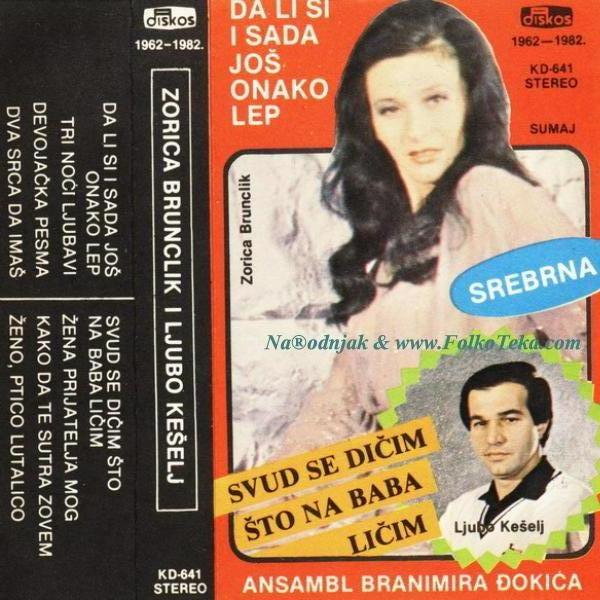 diskos
1962-1982.
ZORICA BRUNCLIK I LJUBO KEŠELJ
DA LI SI I SADA JOŠ
ONAKO LEP
TRI NOĆI LJUBAVI
DEVOJAČKA PESMA
DVA SRCA DA IMAŠ
SVUD SE DIČIM ŠTO
NA BABA LIČIM
ŽENA PRIJATELJA MOG
KAKO DA TE SUTRA ZOVEM
ŽENO, PTICO LUTALICO
KD-641
STEREO
DA LI SI
I SADA
JOŠ
ONAKO
LEP
diskos
1962-1982.
KD-641
STEREO
SUMAJ
Zorica Brunclik
SREBRNA
Na®odnjak & www.FolkoTeka.com
SVUD SE DIČIM
ŠTO NA BABA
LIČIM
Ljubo Kešelj
ANSAMBL BRANIMIRA ĐOKIĆA